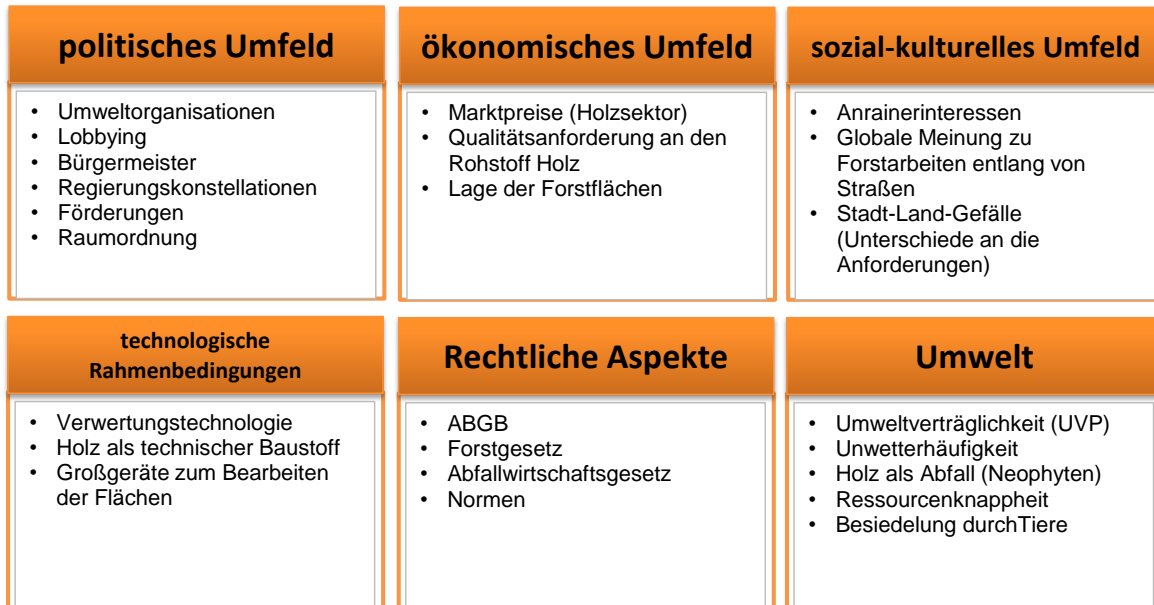 politisches Umfeld
• Umweltorganisationen
• Lobbying
• Bürgermeister
• Regierungskonstellationen
• Förderungen
• Raumordnung
ökonomisches Umfeld
• Marktpreise (Holzsektor)
• Qualitätsanforderung an den
Rohstoff Holz
• Lage der Forstflächen
sozial-kulturelles Umfeld
• Anrainerinteressen
• Globale Meinung zu
Forstarbeiten entlang von
Straßen
• Stadt-Land-Gefälle
(Unterschiede an die
Anforderungen)
technologische
Rahmenbedingungen
• Verwertungstechnologie
• Holz als technischer Baustoff
• Großgeräte zum Bearbeiten
der Flächen
Rechtliche Aspekte
• ABGB
• Forstgesetz
• Abfallwirtschaftsgesetz
• Normen
Umwelt
• Umweltverträglichkeit (UVP)
• Unwetterhäufigkeit
• Holz als Abfall (Neophyten)
• Ressourcenknappheit
• Besiedelung durchTiere